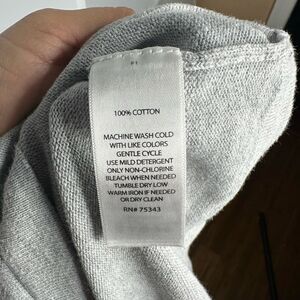 100% COTTON
MACHINE WASH COLD
WITH LIKE COLORS
GENTLE CYCLE
USE MILD DETERGENT
ONLY NON-CHLORINE
BLEACH WHEN NEEDED
TUMBLE DRY LOW
WARM IRON IF NEEDED
OR DRY CLEAN
RN# 75343